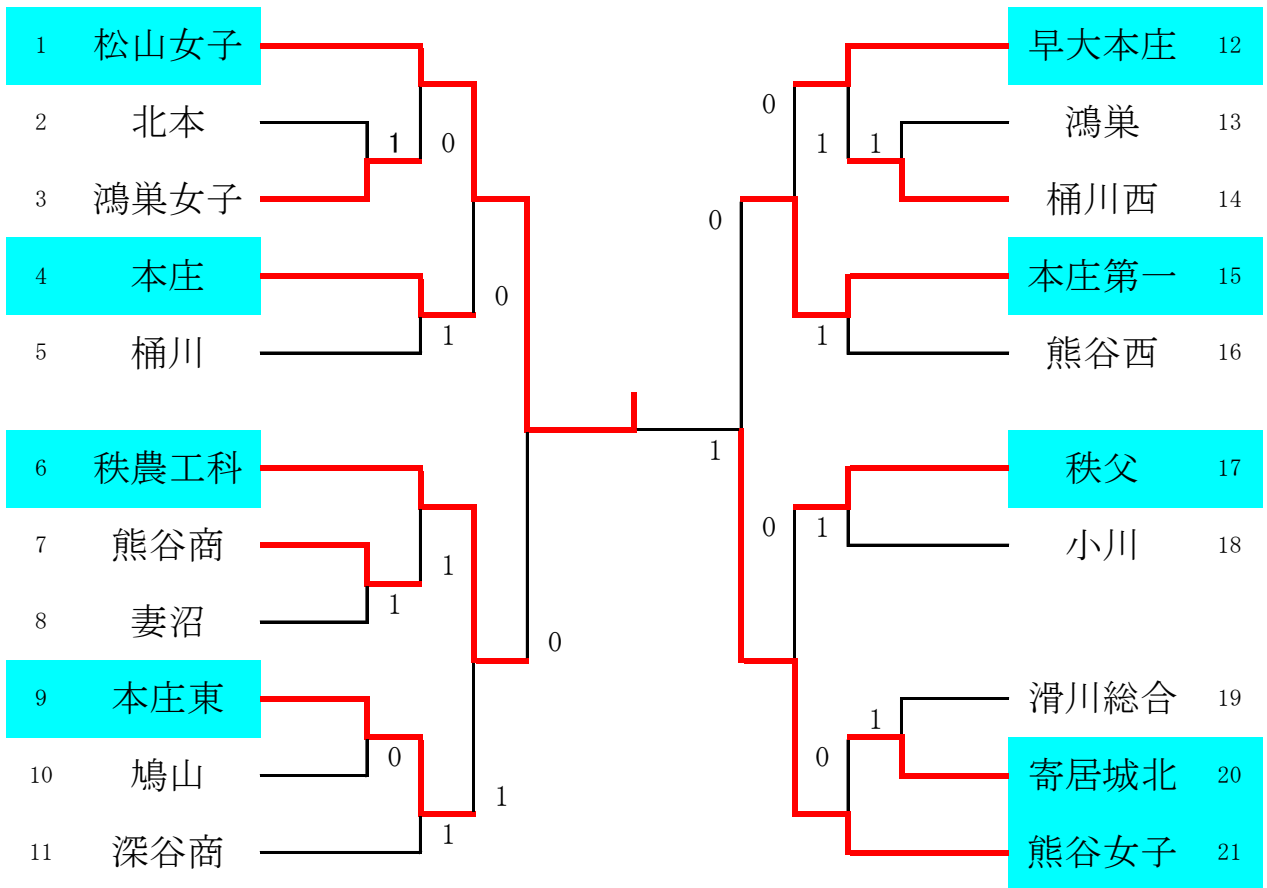 1 松山女子
2 北本
3 鴻巣女子
4 本庄
5 桶川
6 秩農工科
7 熊谷商
8 妻沼
9 本庄東
10 鳩山
11 深谷商
1
0
1
0
1
1
0
0
1
1
早大本庄 12
鴻巣 13
桶川西 14
本庄第一 15
熊谷西 16
秩父 17
小川 18
滑川総合 19
寄居城北 20
熊谷女子 21
0
1
1
0
1
1
0
1
1
0